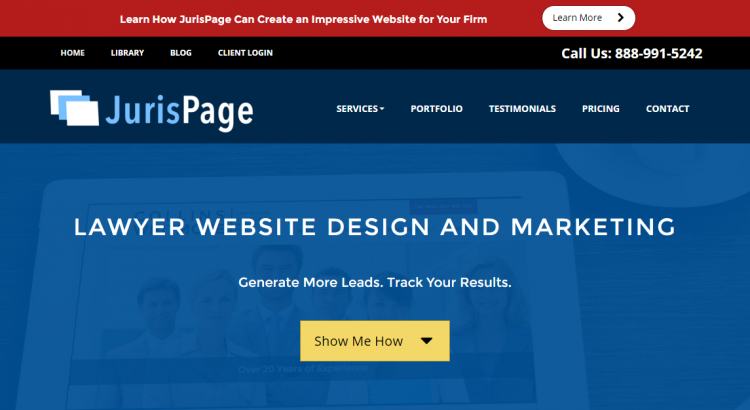 Learn How JurisPage Can Create an Impressive Website for Your Firm
Learn More
HOME LIBRARY BLOG CLIENT LOGIN
Call Us: 888-991-5242
JurisPage
SERVICES PORTFOLIO TESTIMONIALS PRICING CONTACT
LAWYER WEBSITE DESIGN AND MARKETING
Generate More Leads. Track Your Results.
Show Me How
Over 20 Years of Experience